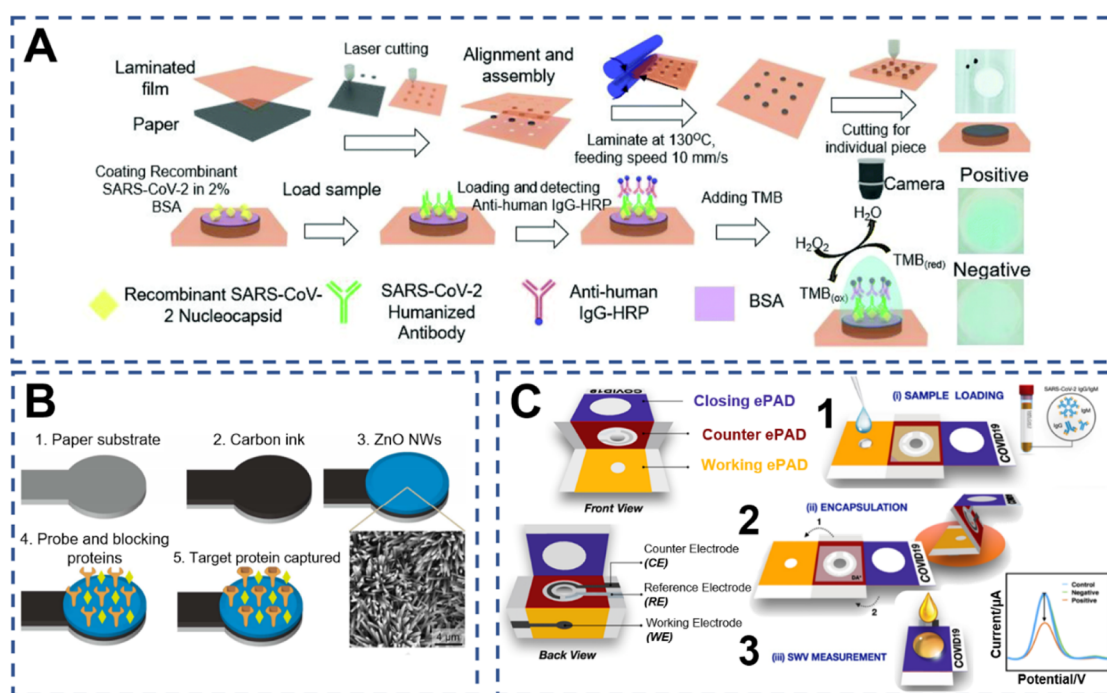 A
Laminated
film
Paper
Laser cutting
Alignment and
assembly
Laminate at 130°C,
feeding speed 10 mm/s
Cutting for
individual piece
Coating Recombinant
SARS-CoV-2 in 2%
BSA
Load sample
Loading and detecting
Anti-human IgG-HRP
Adding TMB
Camera
H₂O
H₂O₂
TMB(red)
TMB(ox)
Positive
Negative
Recombinant SARS-CoV-
2 Nucleocapsid
SARS-CoV-2
Humanized
Antibody
Anti-human
IgG-HRP
BSA
B
1. Paper substrate
2. Carbon ink
3. ZnO NWs
4. Probe and blocking
proteins
5. Target protein captured
4 μm
C
COVID19
Closing ePAD
Counter ePAD
Working ePAD
Front View
Counter Electrode
(CE)
Reference Electrode
(RE)
Working Electrode
(WE)
Back View
1
(i) SAMPLE LOADING
COVID19
SARS-CoV-2 IgG/IgM
IgM
IgG
2
(ii) ENCAPSULATION
1
2
COVID19
3
(iii) SWV MEASUREMENT
COVID19
Control
Negative
Positive
Current/μA
Potential/V